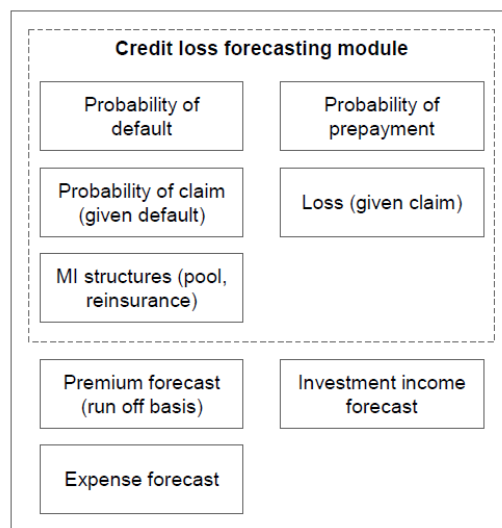 Credit loss forecasting module
Probability of
default
Probability of
prepayment
Probability of claim
(given default)
Loss (given claim)
MI structures (pool,
reinsurance)
Premium forecast
(run off basis)
Investment income
forecast
Expense forecast